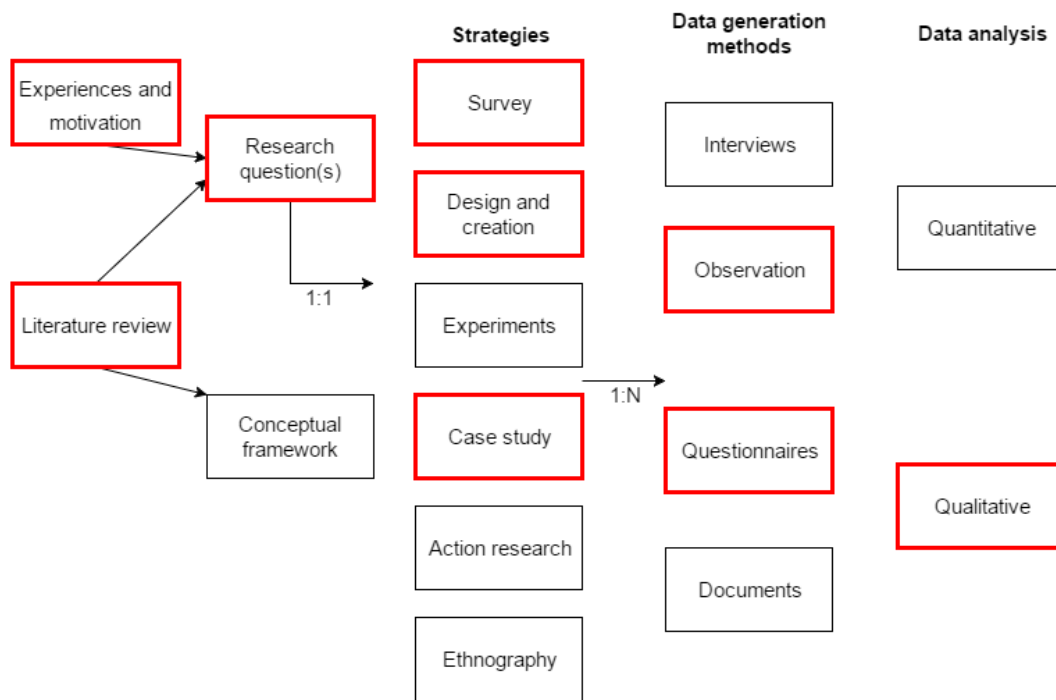 Strategies
Data generation
methods
Data analysis
Experiences and
motivation
Research
question(s)
Literature review
Conceptual
framework
1:1
Survey
Design and
creation
Experiments
Case study
Action research
Ethnography
1:N
Interviews
Observation
Questionnaires
Documents
Quantitative
Qualitative